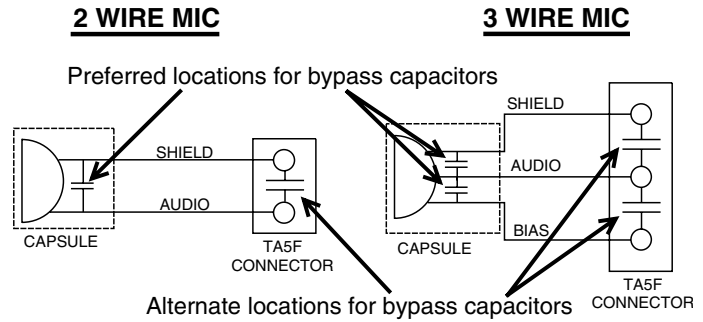 2 WIRE MIC
3 WIRE MIC
Preferred locations for bypass capacitors
SHIELD
AUDIO
CAPSULE
TA5F
CONNECTOR
SHIELD
AUDIO
BIAS
CAPSULE
TA5F
CONNECTOR
Alternate locations for bypass capacitors